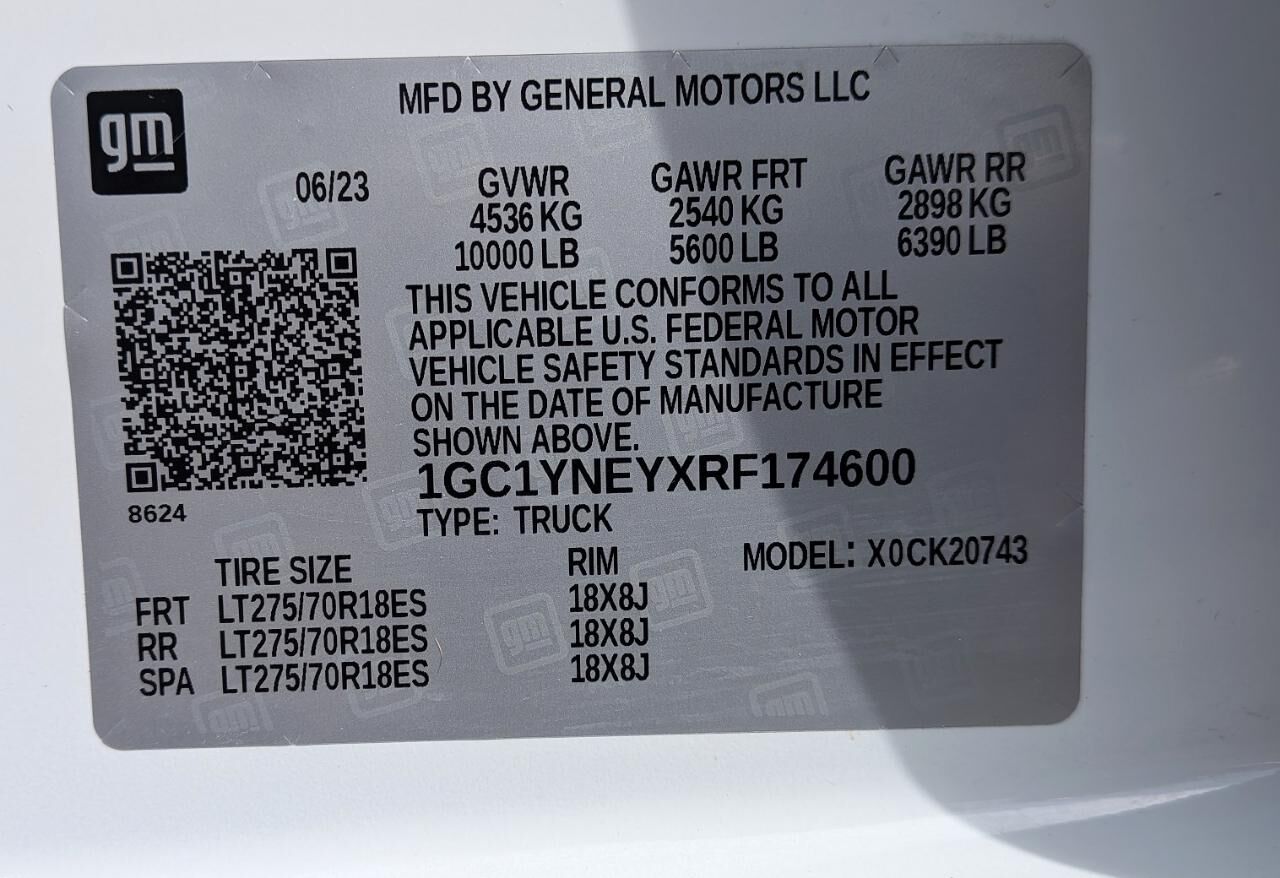 gm
MFD BY GENERAL MOTORS LLC
06/23
GVWR GAWR FRT GAWR RR
4536 KG 2540 KG 2898 KG
10000 LB 5600 LB 6390 LB
THIS VEHICLE CONFORMS TO ALL
APPLICABLE U.S. FEDERAL MOTOR
VEHICLE SAFETY STANDARDS IN EFFECT
ON THE DATE OF MANUFACTURE
SHOWN ABOVE.
1GC1YNEYXRF174600
8624
TYPE: TRUCK
TIRE SIZE RIM MODEL: X0CK20743
FRT LT275/70R18ES 18X8J
RR LT275/70R18ES 18X8J
SPA LT275/70R18ES 18X8J